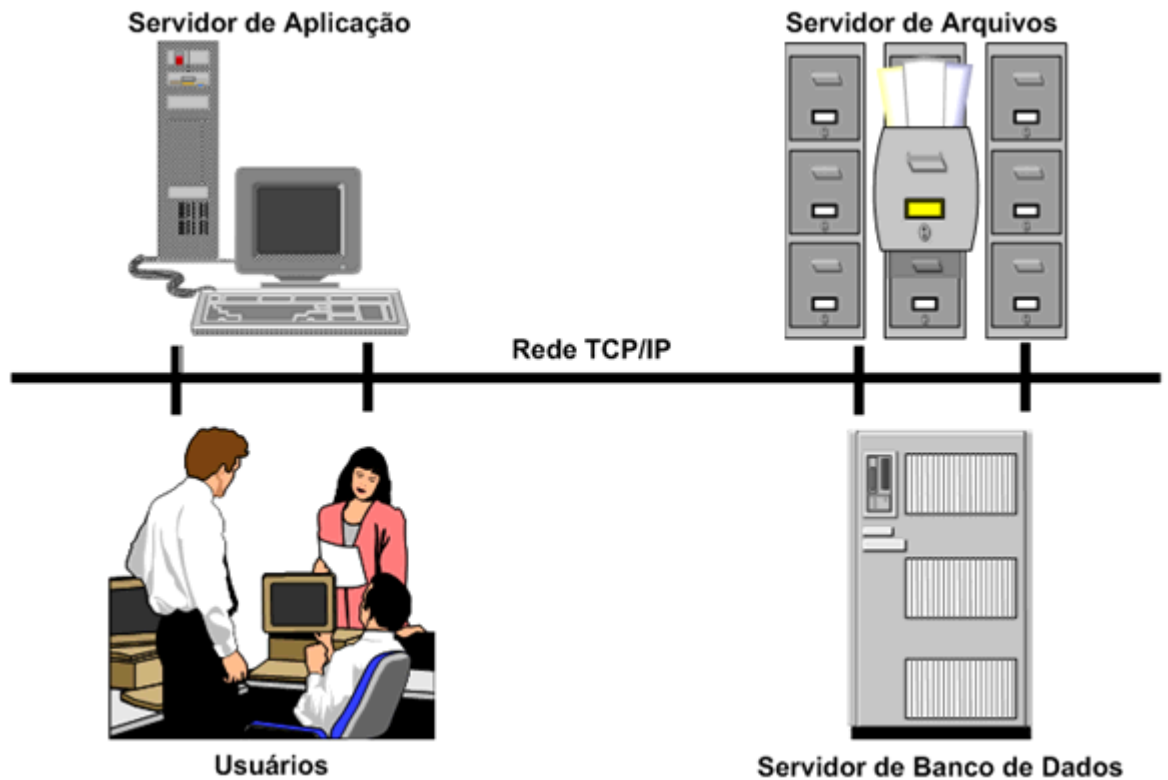 Servidor de Aplicação
Servidor de Arquivos
Rede TCP/IP
Usuários
Servidor de Banco de Dados